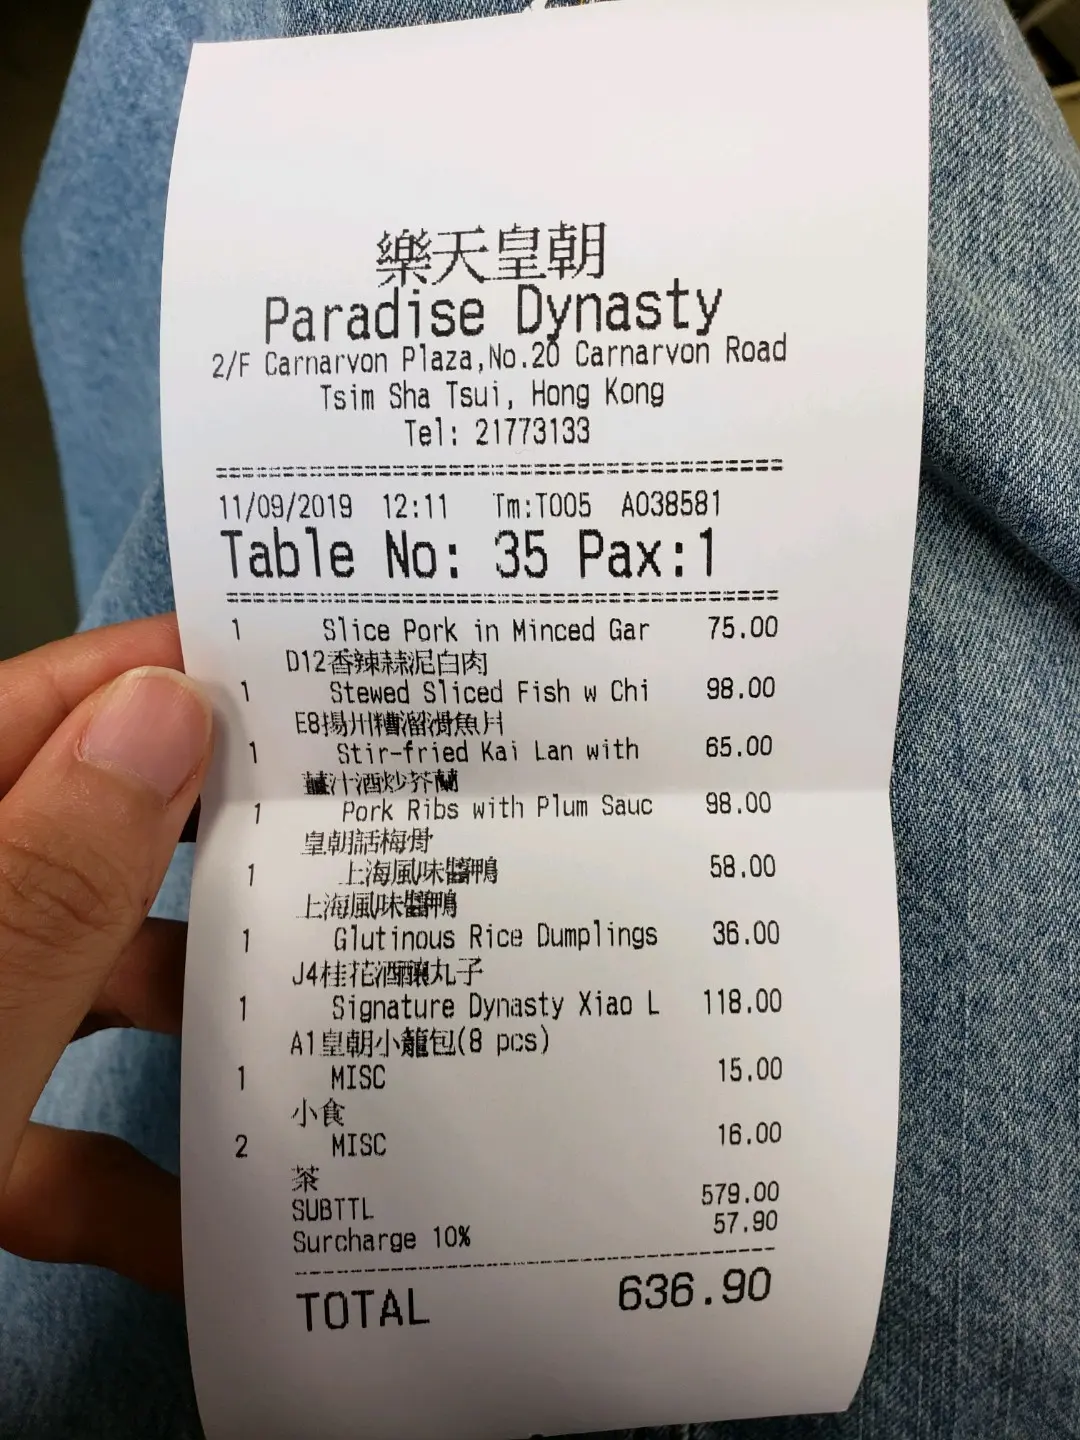 樂天皇朝
Paradise Dynasty
2/F Carnarvon Plaza,No.20 Carnarvon Road
Tsim Sha Tsui, Hong Kong
Tel: 21773133
11/09/2019 12:11 Tm:T005 A038581
Table No: 35 Pax:1
1 Slice Pork in Minced Gar 75.00
D12香辣蒜泥白肉
1 Stewed Sliced Fish w Chi 98.00
E8揚州糟溜滑魚片
1 Stir-fried Kai Lan with 65.00
薑汁酒炒芥蘭
1 Pork Ribs with Plum Sauc 98.00
皇朝話梅骨
1 上海風味醬鴨 58.00
上海風味醬鴨
1 Glutinous Rice Dumplings 36.00
J4桂花酒釀丸子
1 Signature Dynasty Xiao L 118.00
A1皇朝小籠包(8 pcs)
1 MISC 15.00
小食
2 MISC 16.00
茶
SUBTTL 579.00
Surcharge 10% 57.90
TOTAL 636.90